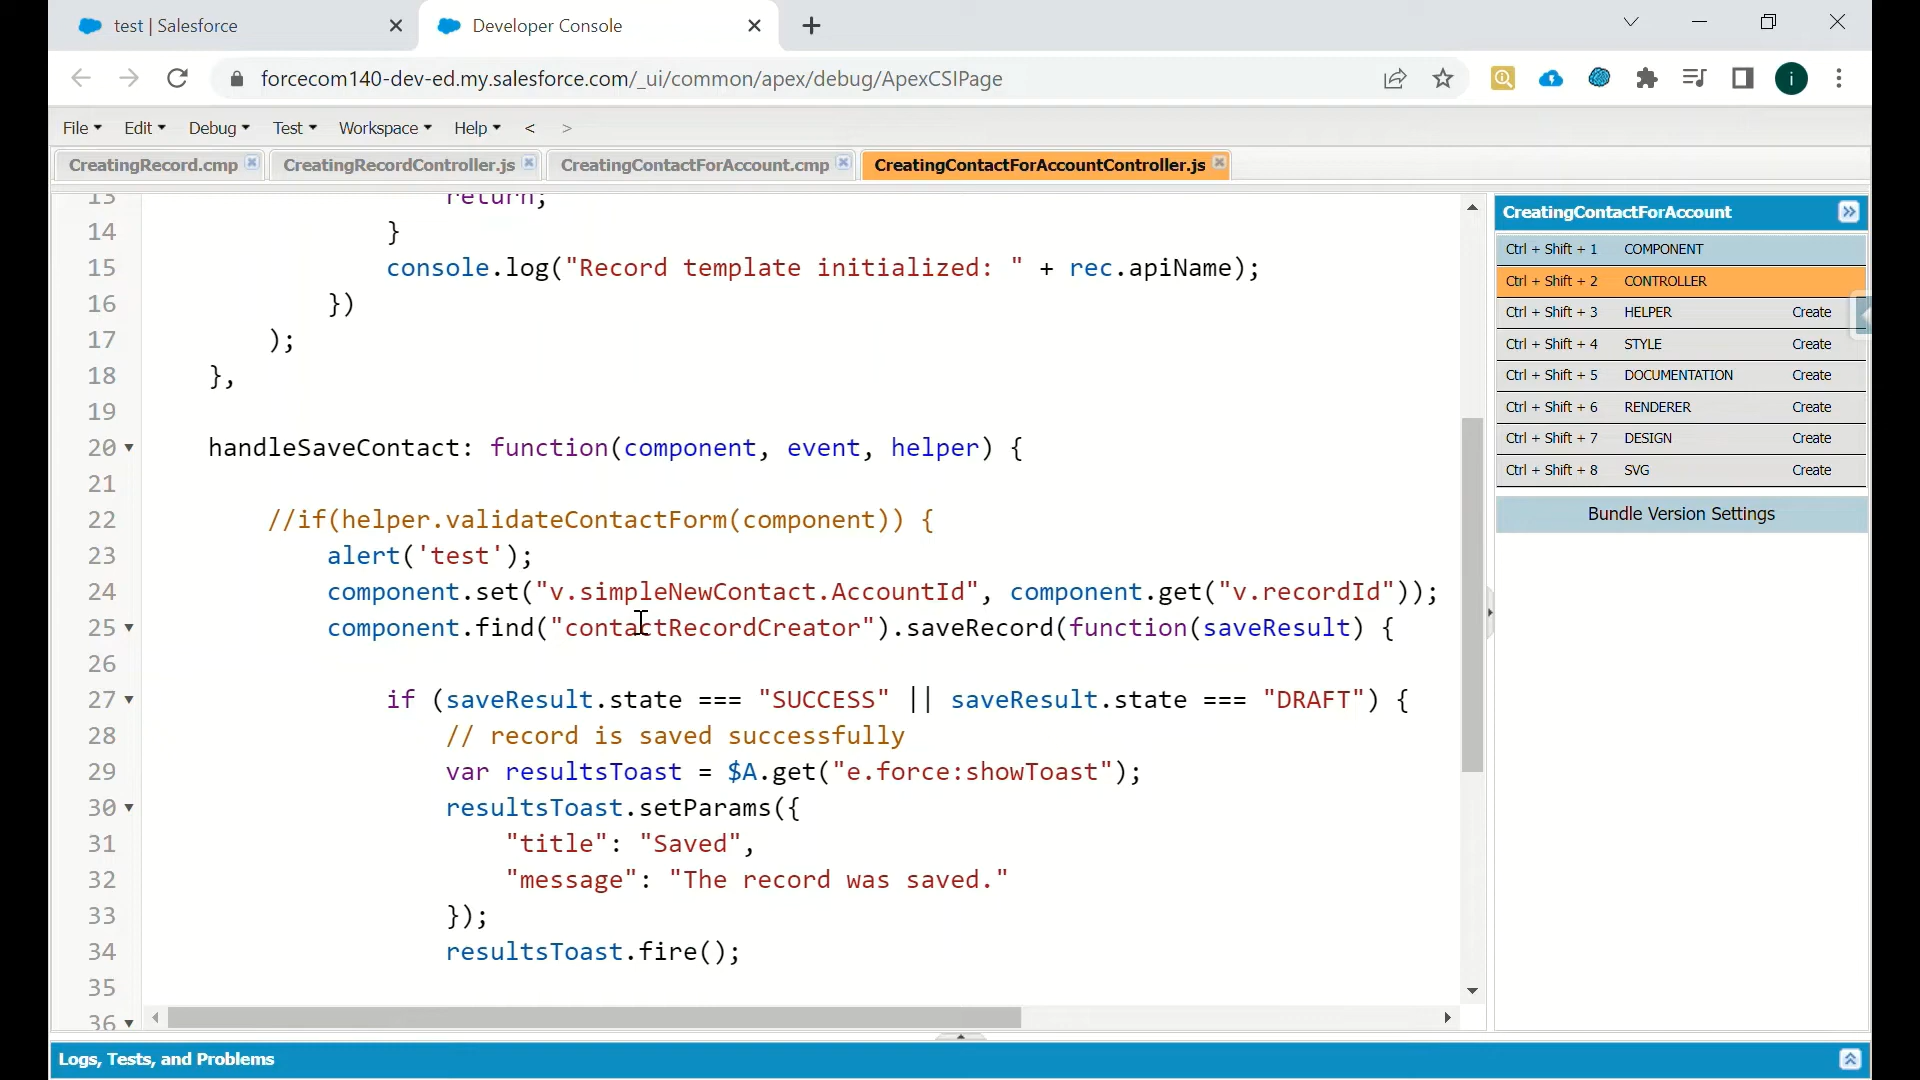 test | Salesforce
Developer Console
forcecom140-dev-ed.my.salesforce.com/_ui/common/apex/debug/ApexCSIPage
i
File Edit Debug Test Workspace Help < >
CreatingRecord.cmp CreatingRecordController.js CreatingContactForAccount.cmp CreatingContactForAccountController.js
13 return;
14 }
15 console.log("Record template initialized: " + rec.apiName);
16 })
17 );
18 },
19
20 handleSaveContact: function(component, event, helper) {
21
22 //if(helper.validateContactForm(component)) {
23 alert('test');
24 component.set("v.simpleNewContact.AccountId", component.get("v.recordId"));
25 component.find("contactRecordCreator").saveRecord(function(saveResult) {
26
27 if (saveResult.state === "SUCCESS" || saveResult.state === "DRAFT") {
28 // record is saved successfully
29 var resultsToast = $A.get("e.force:showToast");
30 resultsToast.setParams({
31 "title": "Saved",
32 "message": "The record was saved."
33 });
34 resultsToast.fire();
35
36
CreatingContactForAccount
Ctrl + Shift + 1 COMPONENT
Ctrl + Shift + 2 CONTROLLER
Ctrl + Shift + 3 HELPER Create
Ctrl + Shift + 4 STYLE Create
Ctrl + Shift + 5 DOCUMENTATION Create
Ctrl + Shift + 6 RENDERER Create
Ctrl + Shift + 7 DESIGN Create
Ctrl + Shift + 8 SVG Create
Bundle Version Settings
Logs, Tests, and Problems